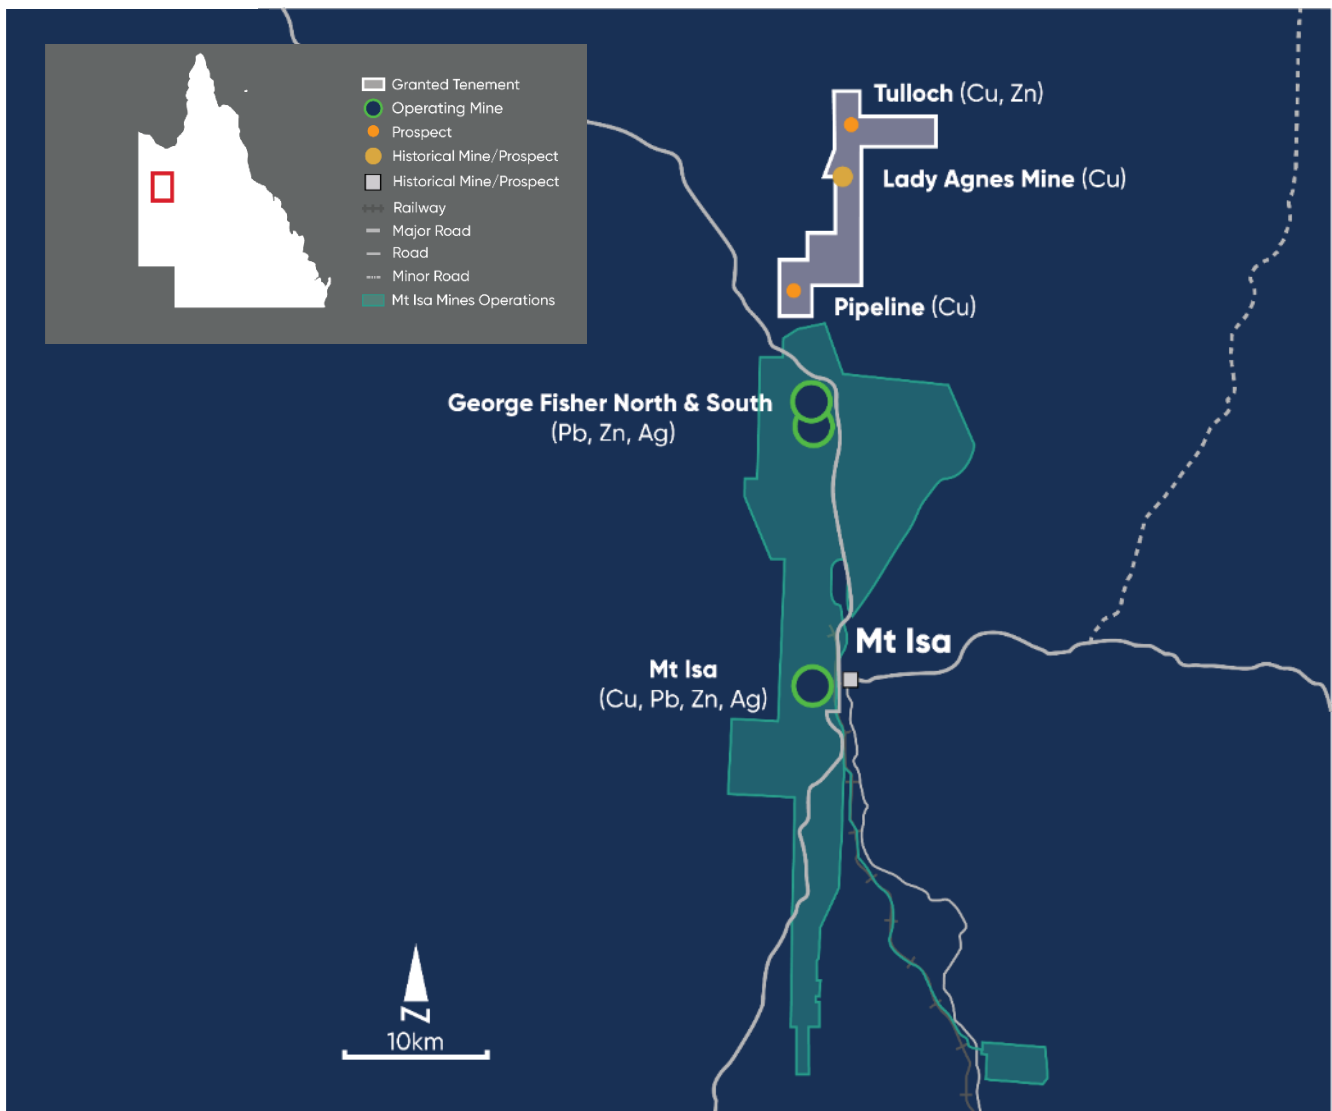 Granted Tenement
Operating Mine
Prospect
Historical Mine/Prospect
Historical Mine/Prospect
Railway
Major Road
Road
Minor Road
Mt Isa Mines Operations
Tulloch (Cu, Zn)
Lady Agnes Mine (Cu)
Pipeline (Cu)
George Fisher North & South
(Pb, Zn, Ag)
Mt Isa
Mt Isa
(Cu, Pb, Zn, Ag)
N
10km